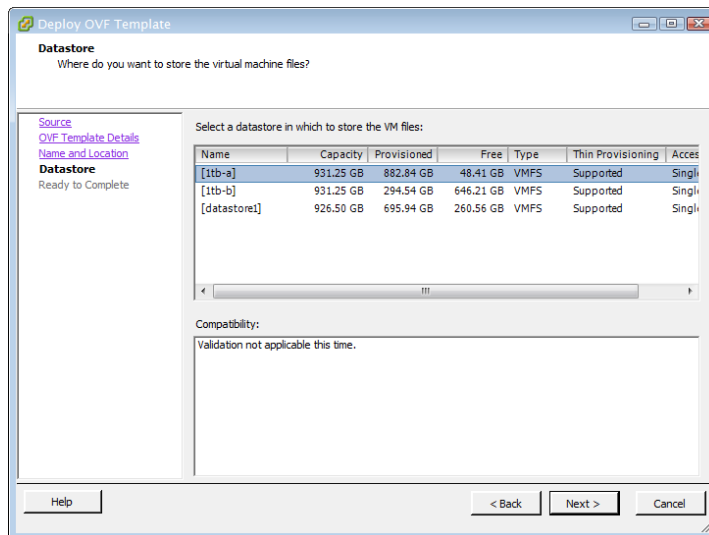 Deploy OVF Template
Datastore
Where do you want to store the virtual machine files?
Source
OVF Template Details
Name and Location
Datastore
Ready to Complete
Select a datastore in which to store the VM files:
Name Capacity Provisioned Free Type Thin Provisioning Acces
[1tb-a] 931.25 GB 882.84 GB 48.41 GB VMFS Supported Singl
[1tb-b] 931.25 GB 294.54 GB 646.21 GB VMFS Supported Singl
[datastore1] 926.50 GB 695.94 GB 260.56 GB VMFS Supported Singl
Compatibility:
Validation not applicable this time.
Help < Back Next > Cancel